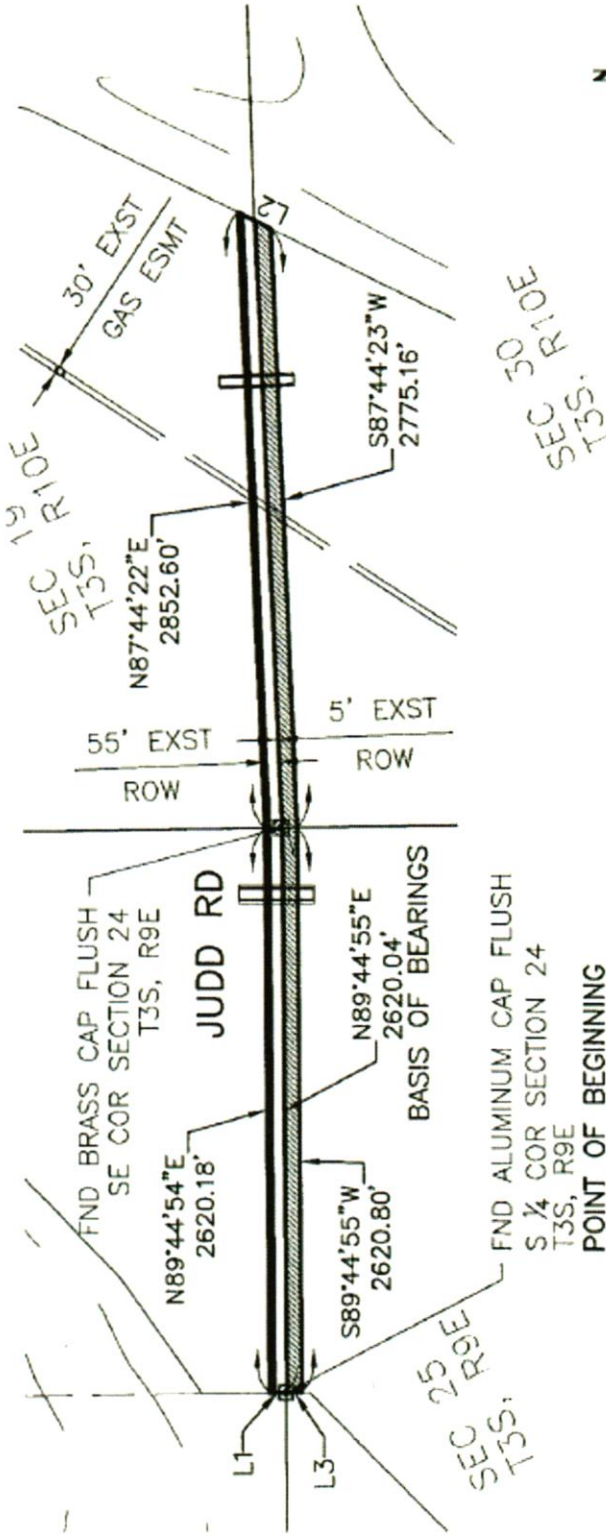 30' EXST
GAS ESMT
SEC 19
T3S, R10E
N87°44'22"E
2852.60'
L2
S87°44'23"W
2775.16'
SEC 30
T3S, R10E
N
55' EXST
ROW
5' EXST
ROW
FND BRASS CAP FLUSH
SE COR SECTION 24
T3S, R9E
JUDD RD
N89°44'54"E
2620.18'
N89°44'55"E
2620.04'
BASIS OF BEARINGS
S89°44'55"W
2620.80'
L1
L3
FND ALUMINUM CAP FLUSH
S ¼ COR SECTION 24
T3S, R9E
POINT OF BEGINNING
SEC 25
T3S, R9E